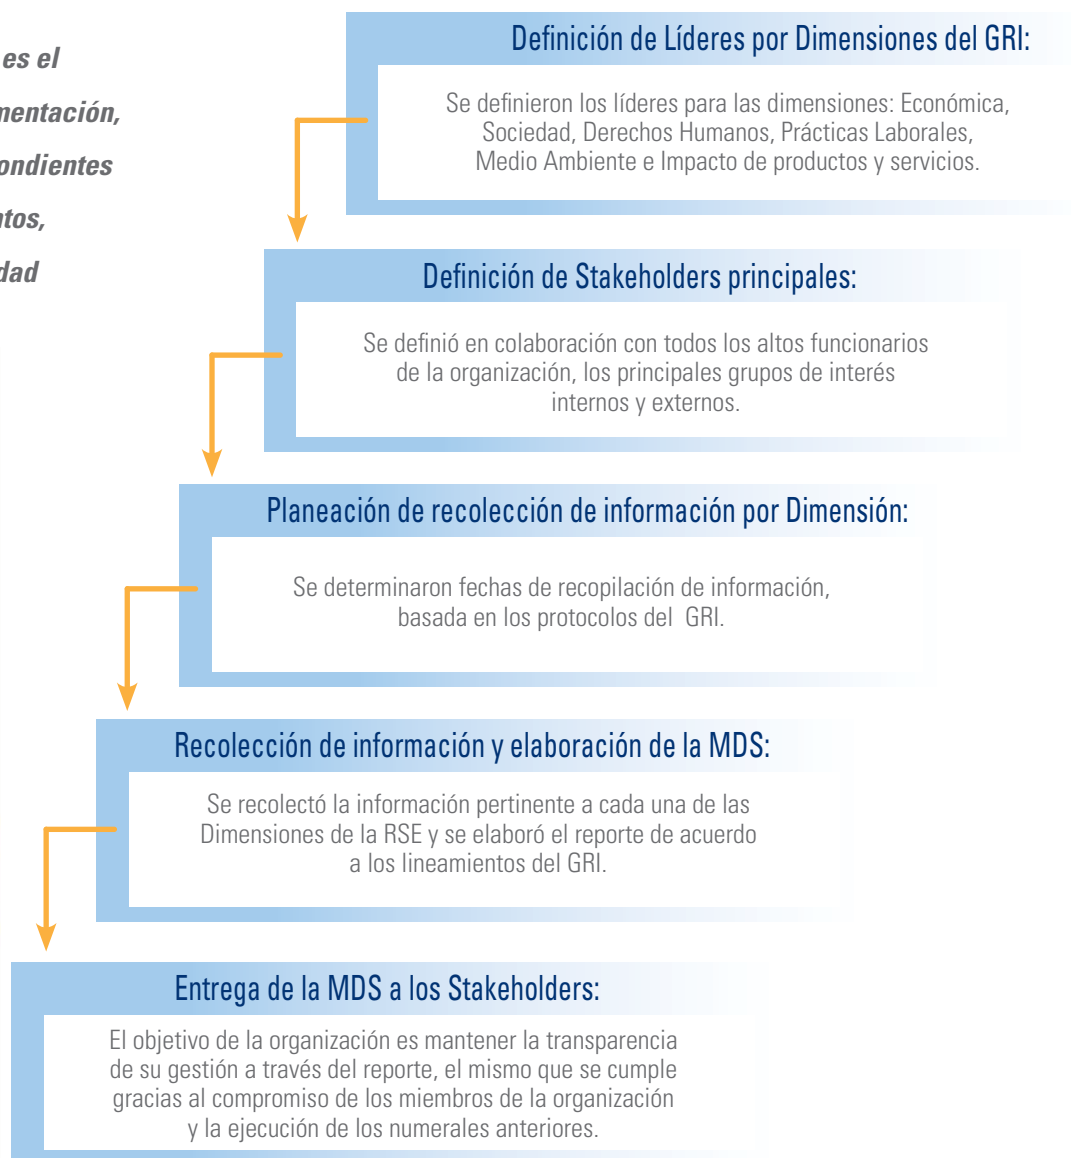 es el
mentación,
ondientes
ntos,
dad
Definición de Líderes por Dimensiones del GRI:
Se definieron los líderes para las dimensiones: Económica,
Sociedad, Derechos Humanos, Prácticas Laborales,
Medio Ambiente e Impacto de productos y servicios.
Definición de Stakeholders principales:
Se definió en colaboración con todos los altos funcionarios
de la organización, los principales grupos de interés
internos y externos.
Planeación de recolección de información por Dimensión:
Se determinaron fechas de recopilación de información,
basada en los protocolos del  GRI.
Recolección de información y elaboración de la MDS:
Se recolectó la información pertinente a cada una de las
Dimensiones de la RSE y se elaboró el reporte de acuerdo
a los lineamientos del GRI.
Entrega de la MDS a los Stakeholders:
El objetivo de la organización es mantener la transparencia
de su gestión a través del reporte, el mismo que se cumple
gracias al compromiso de los miembros de la organización
y la ejecución de los numerales anteriores.